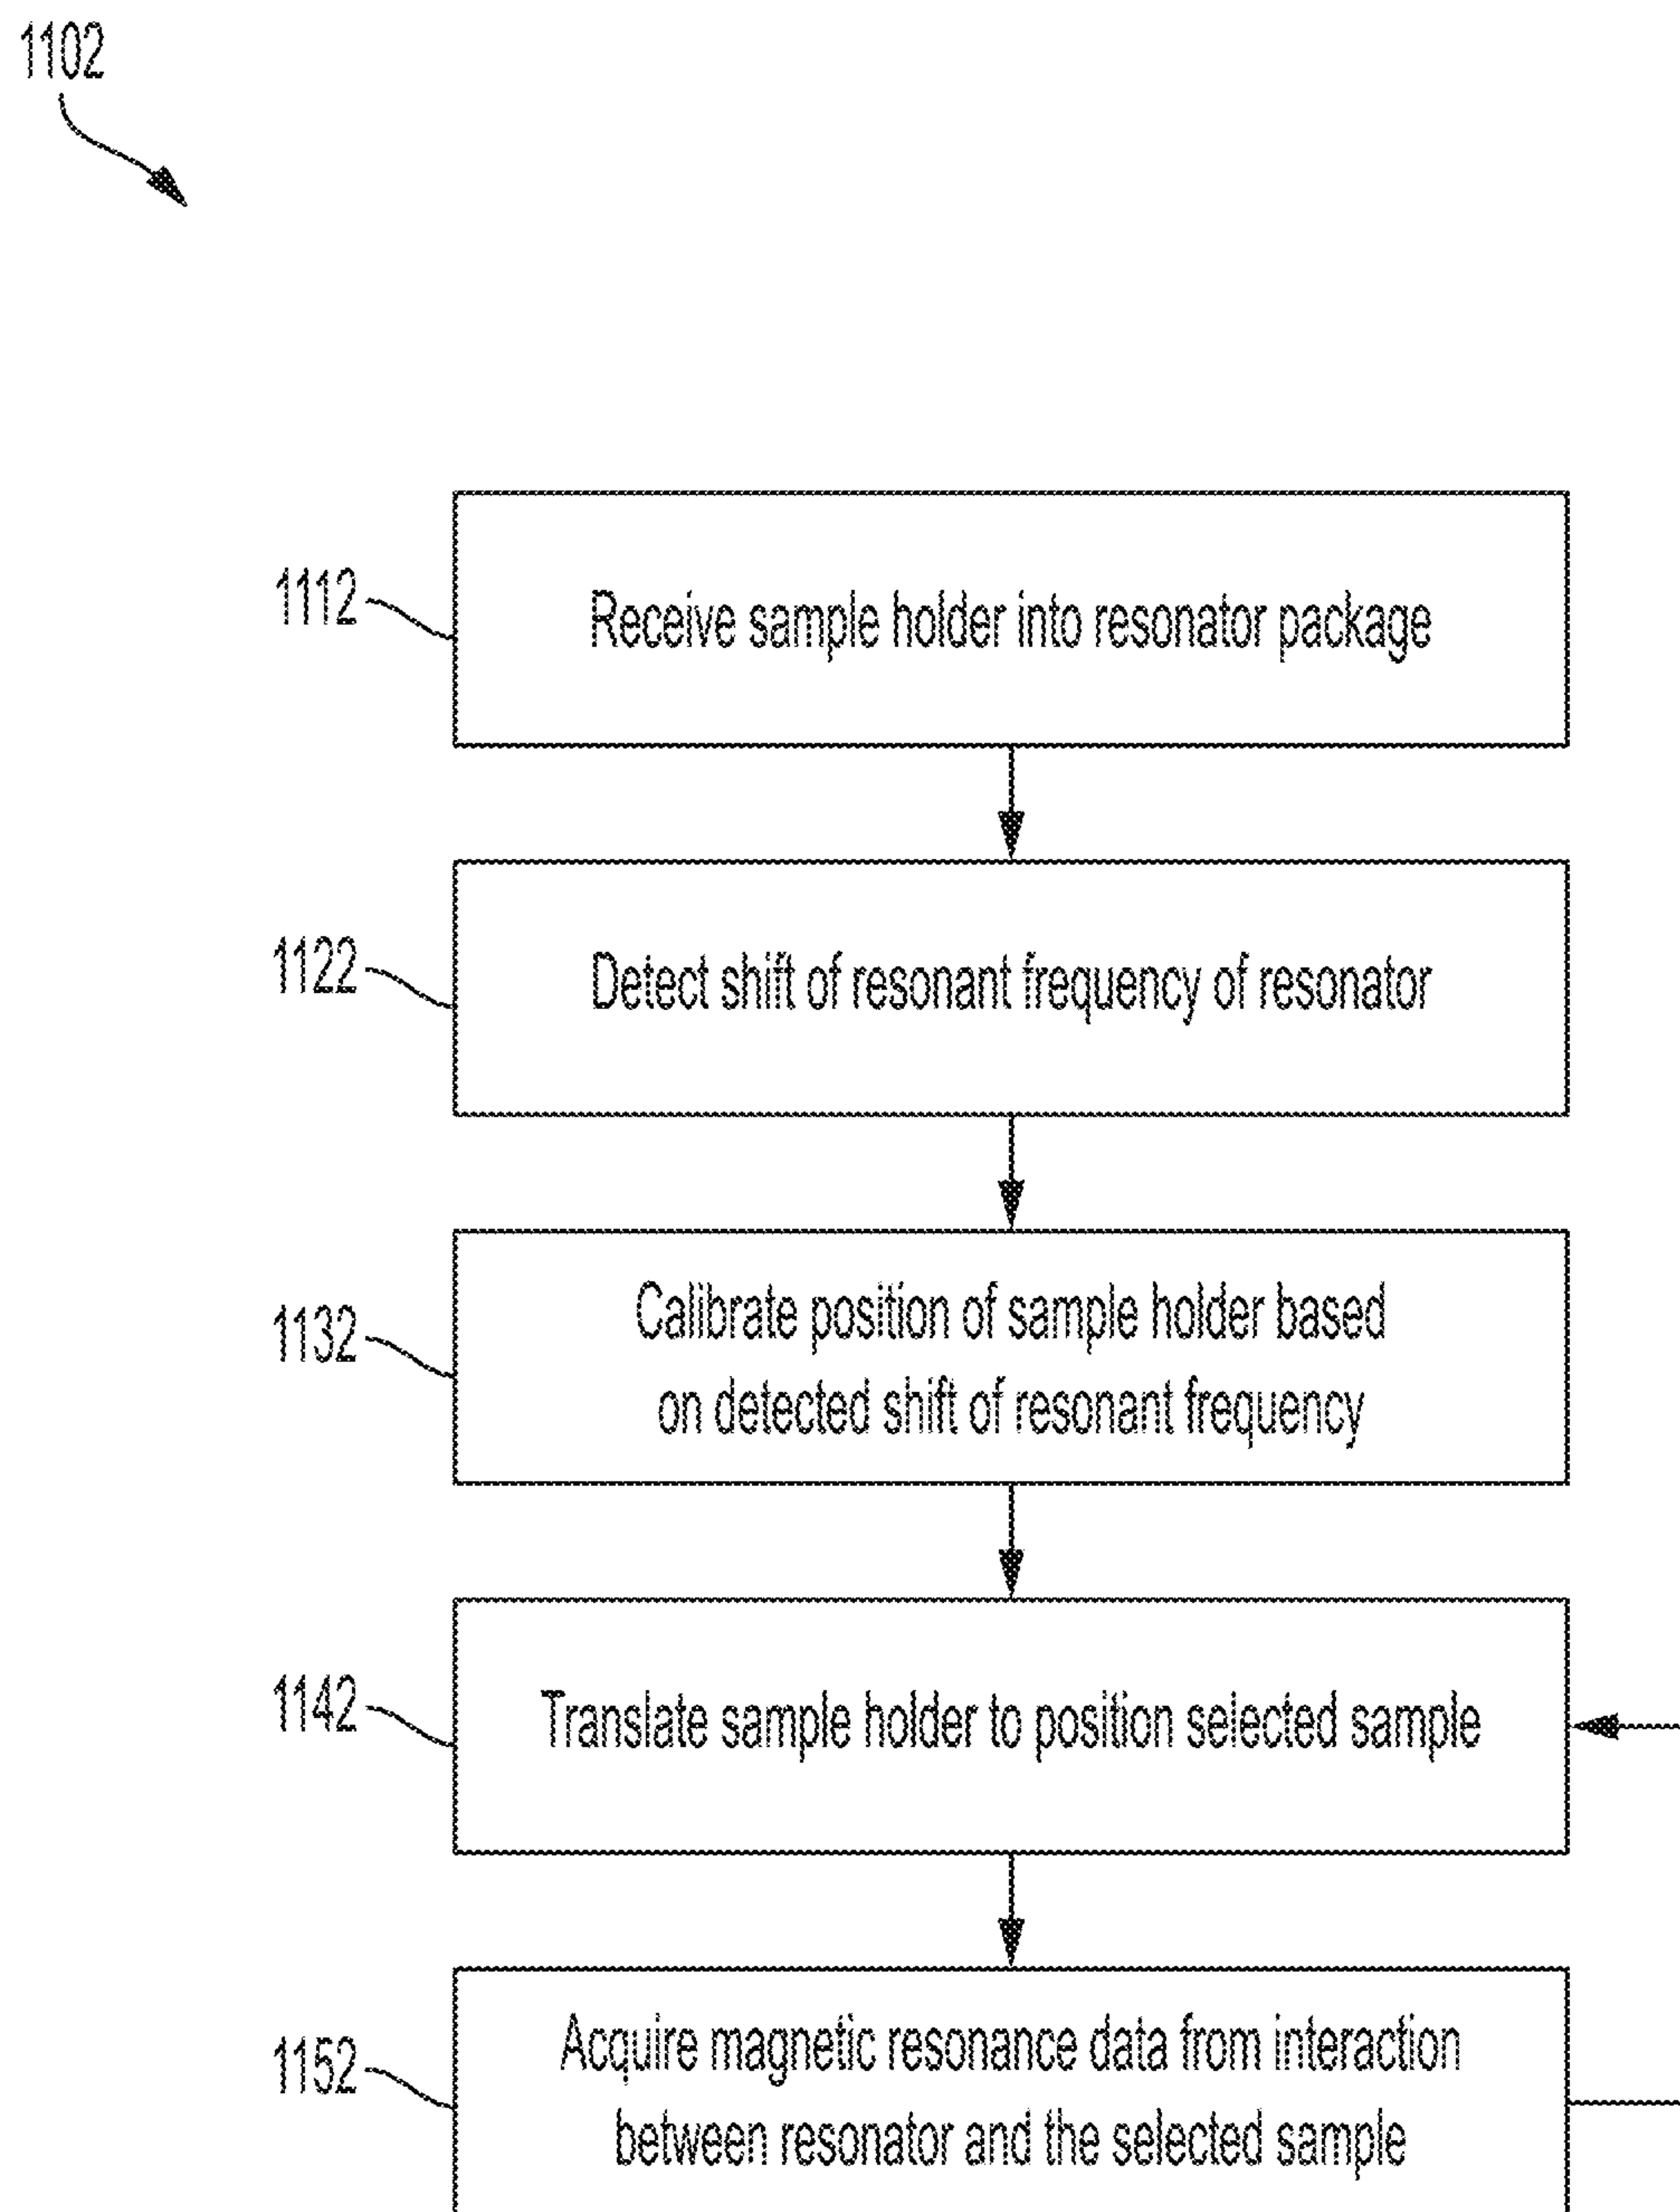 1102
1112
Receive sample holder into resonator package
1122
Detect shift of resonant frequency of resonator
1132
Calibrate position of sample holder based
on detected shift of resonant frequency
1142
Translate sample holder to position selected sample
1152
Acquire magnetic resonance data from interaction
between resonator and the selected sample